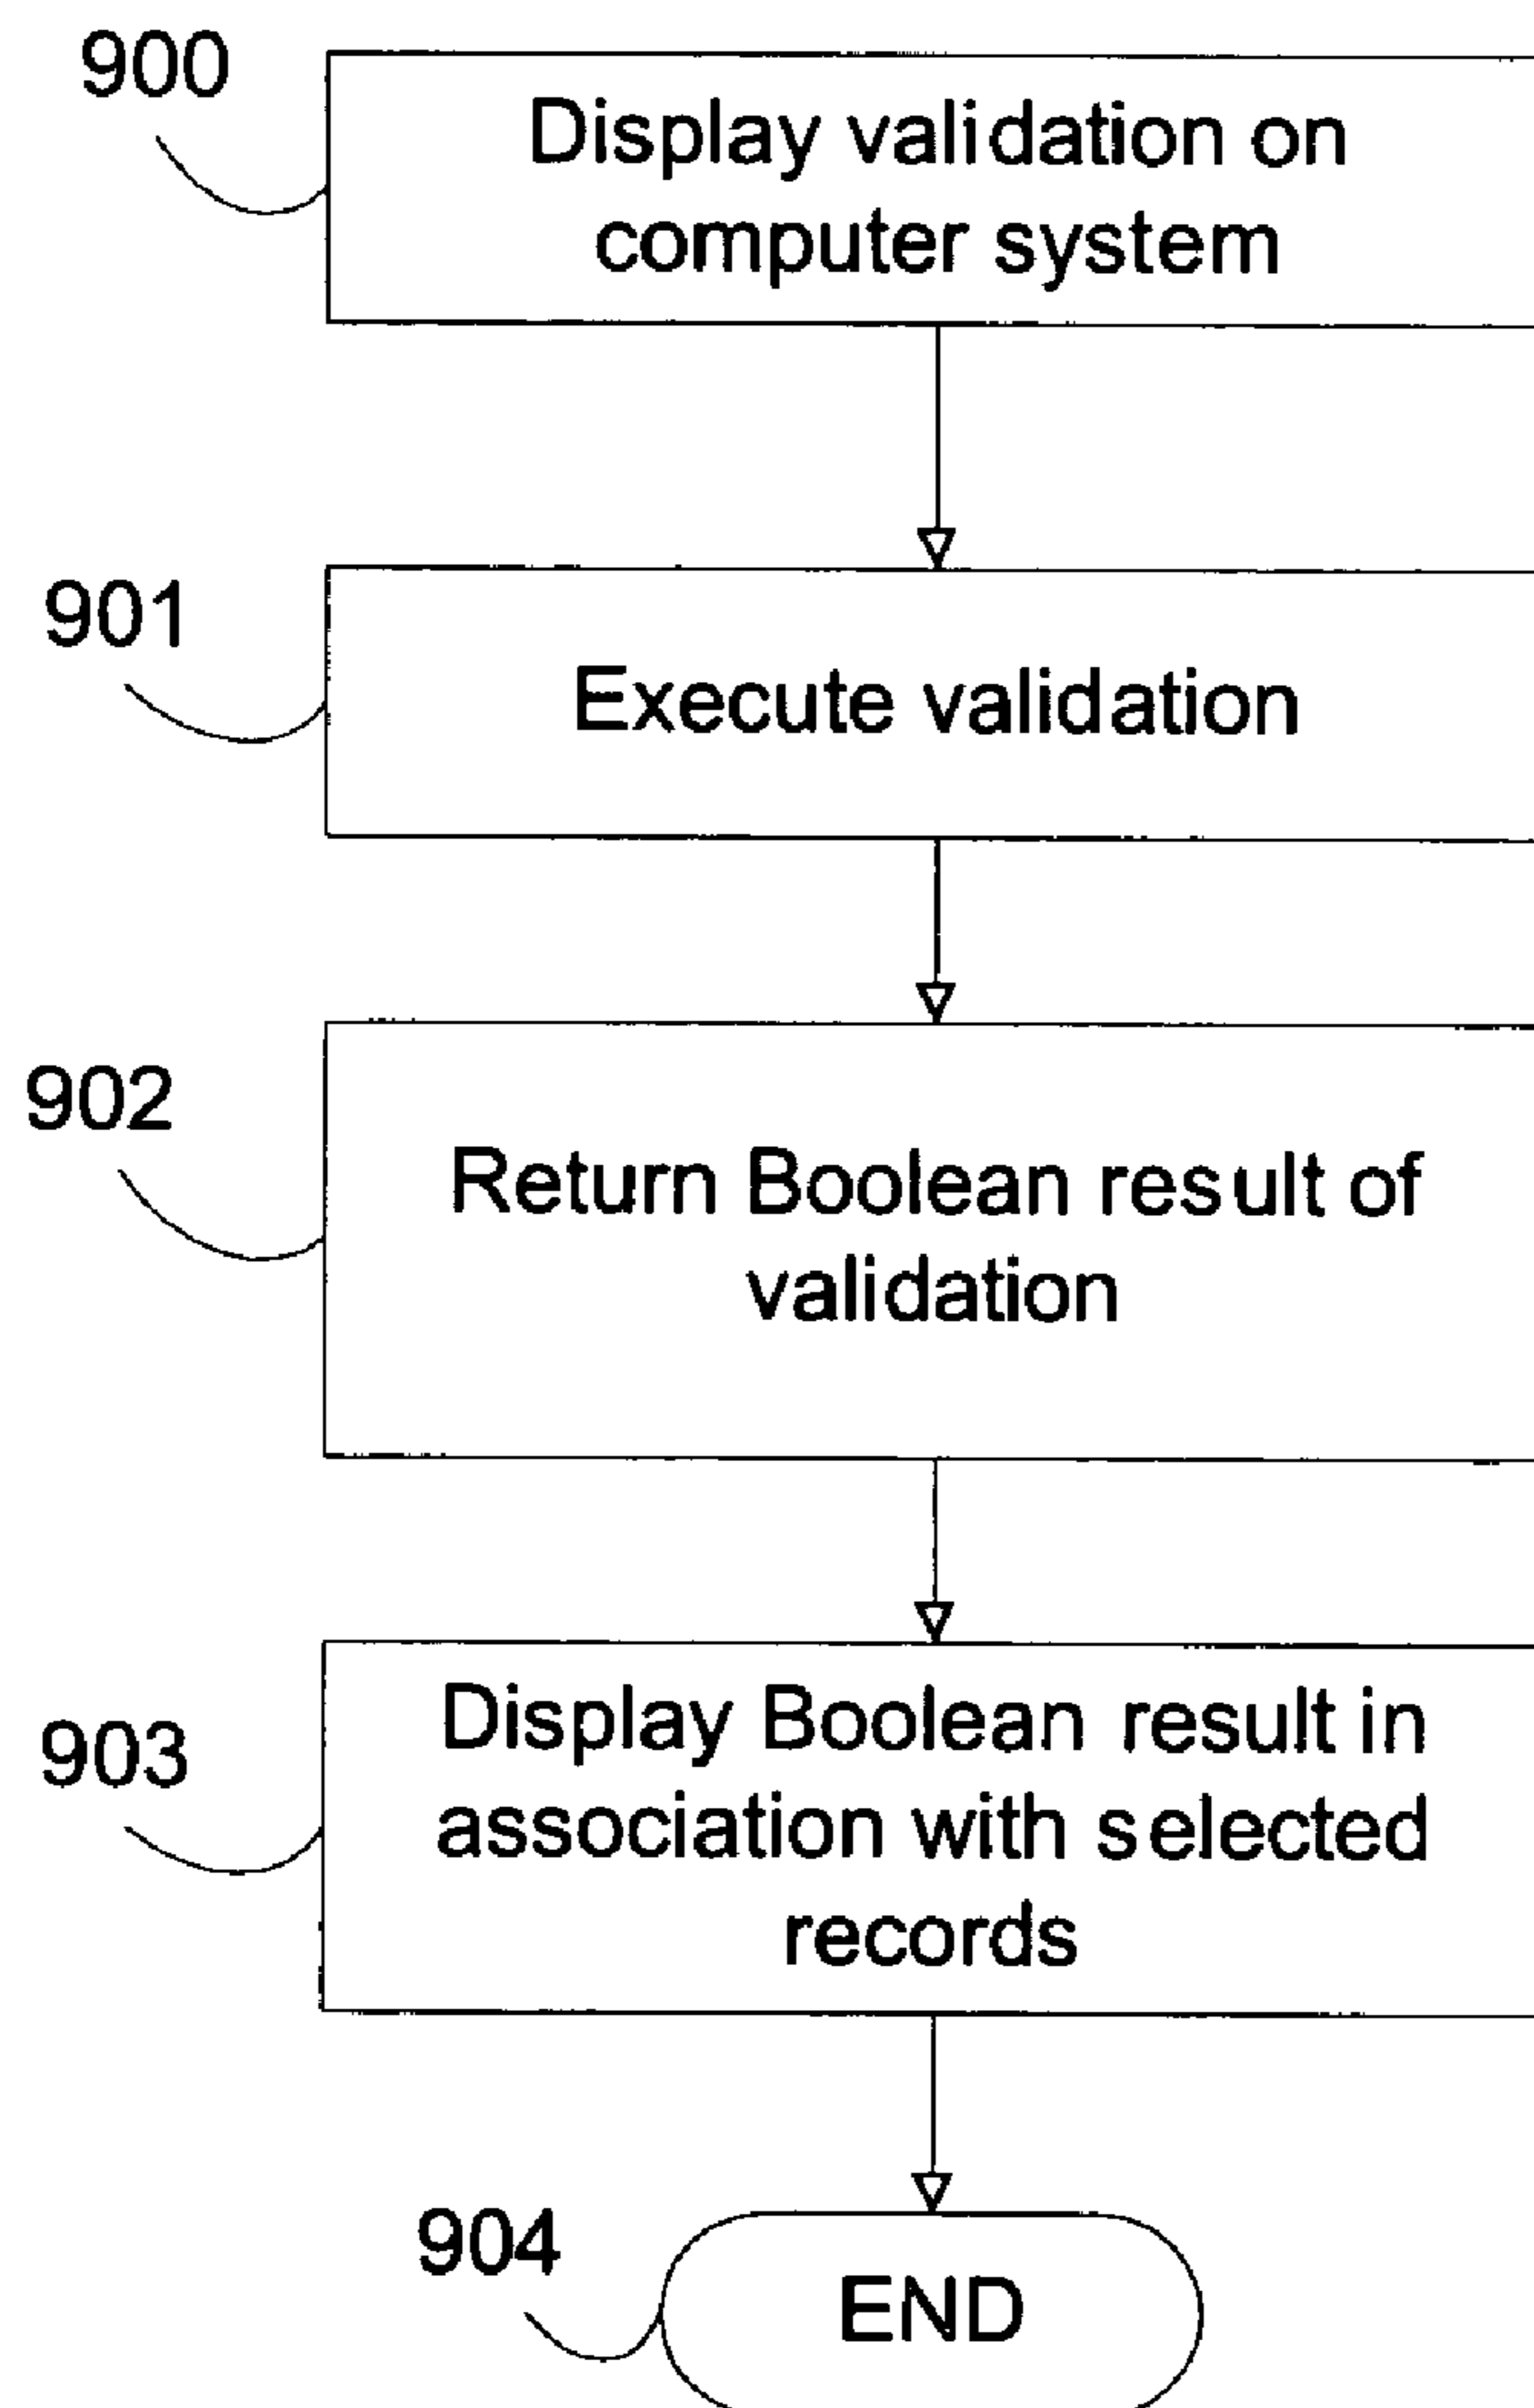 900
Display validation on
computer system
901
Execute validation
902
Return Boolean result of
validation
903
Display Boolean result in
association with selected
records
904
END